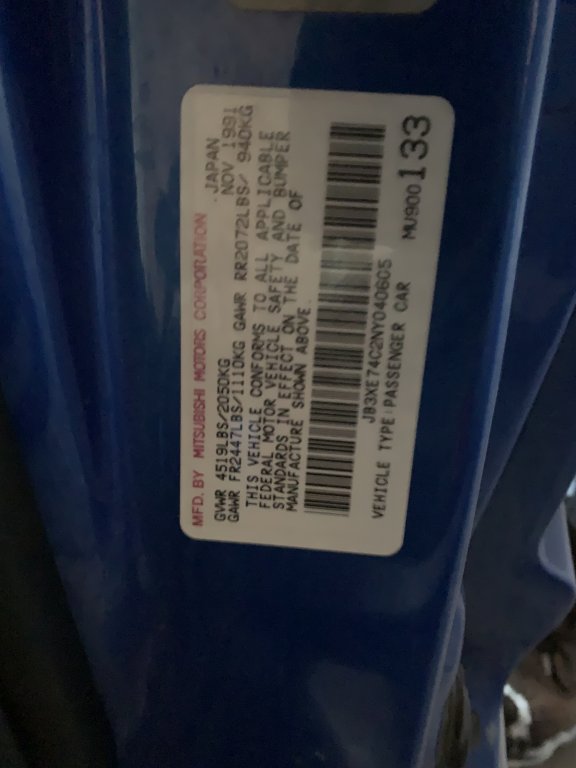 MFD. BY MITSUBISHI MOTORS CORPORATION JAPAN
GVWR 4519LBS/2050KG NOV 1991
GAWR FR2447LBS/1110KG GAWR RR2072LBS/ 940KG
THIS VEHICLE CONFORMS TO ALL APPLICABLE
FEDERAL MOTOR VEHICLE SAFETY AND BUMPER
STANDARDS IN EFFECT ON THE DATE OF
MANUFACTURE SHOWN ABOVE.
JB3XE74C2NY040605
VEHICLE TYPE:PASSENGER CAR MU900133